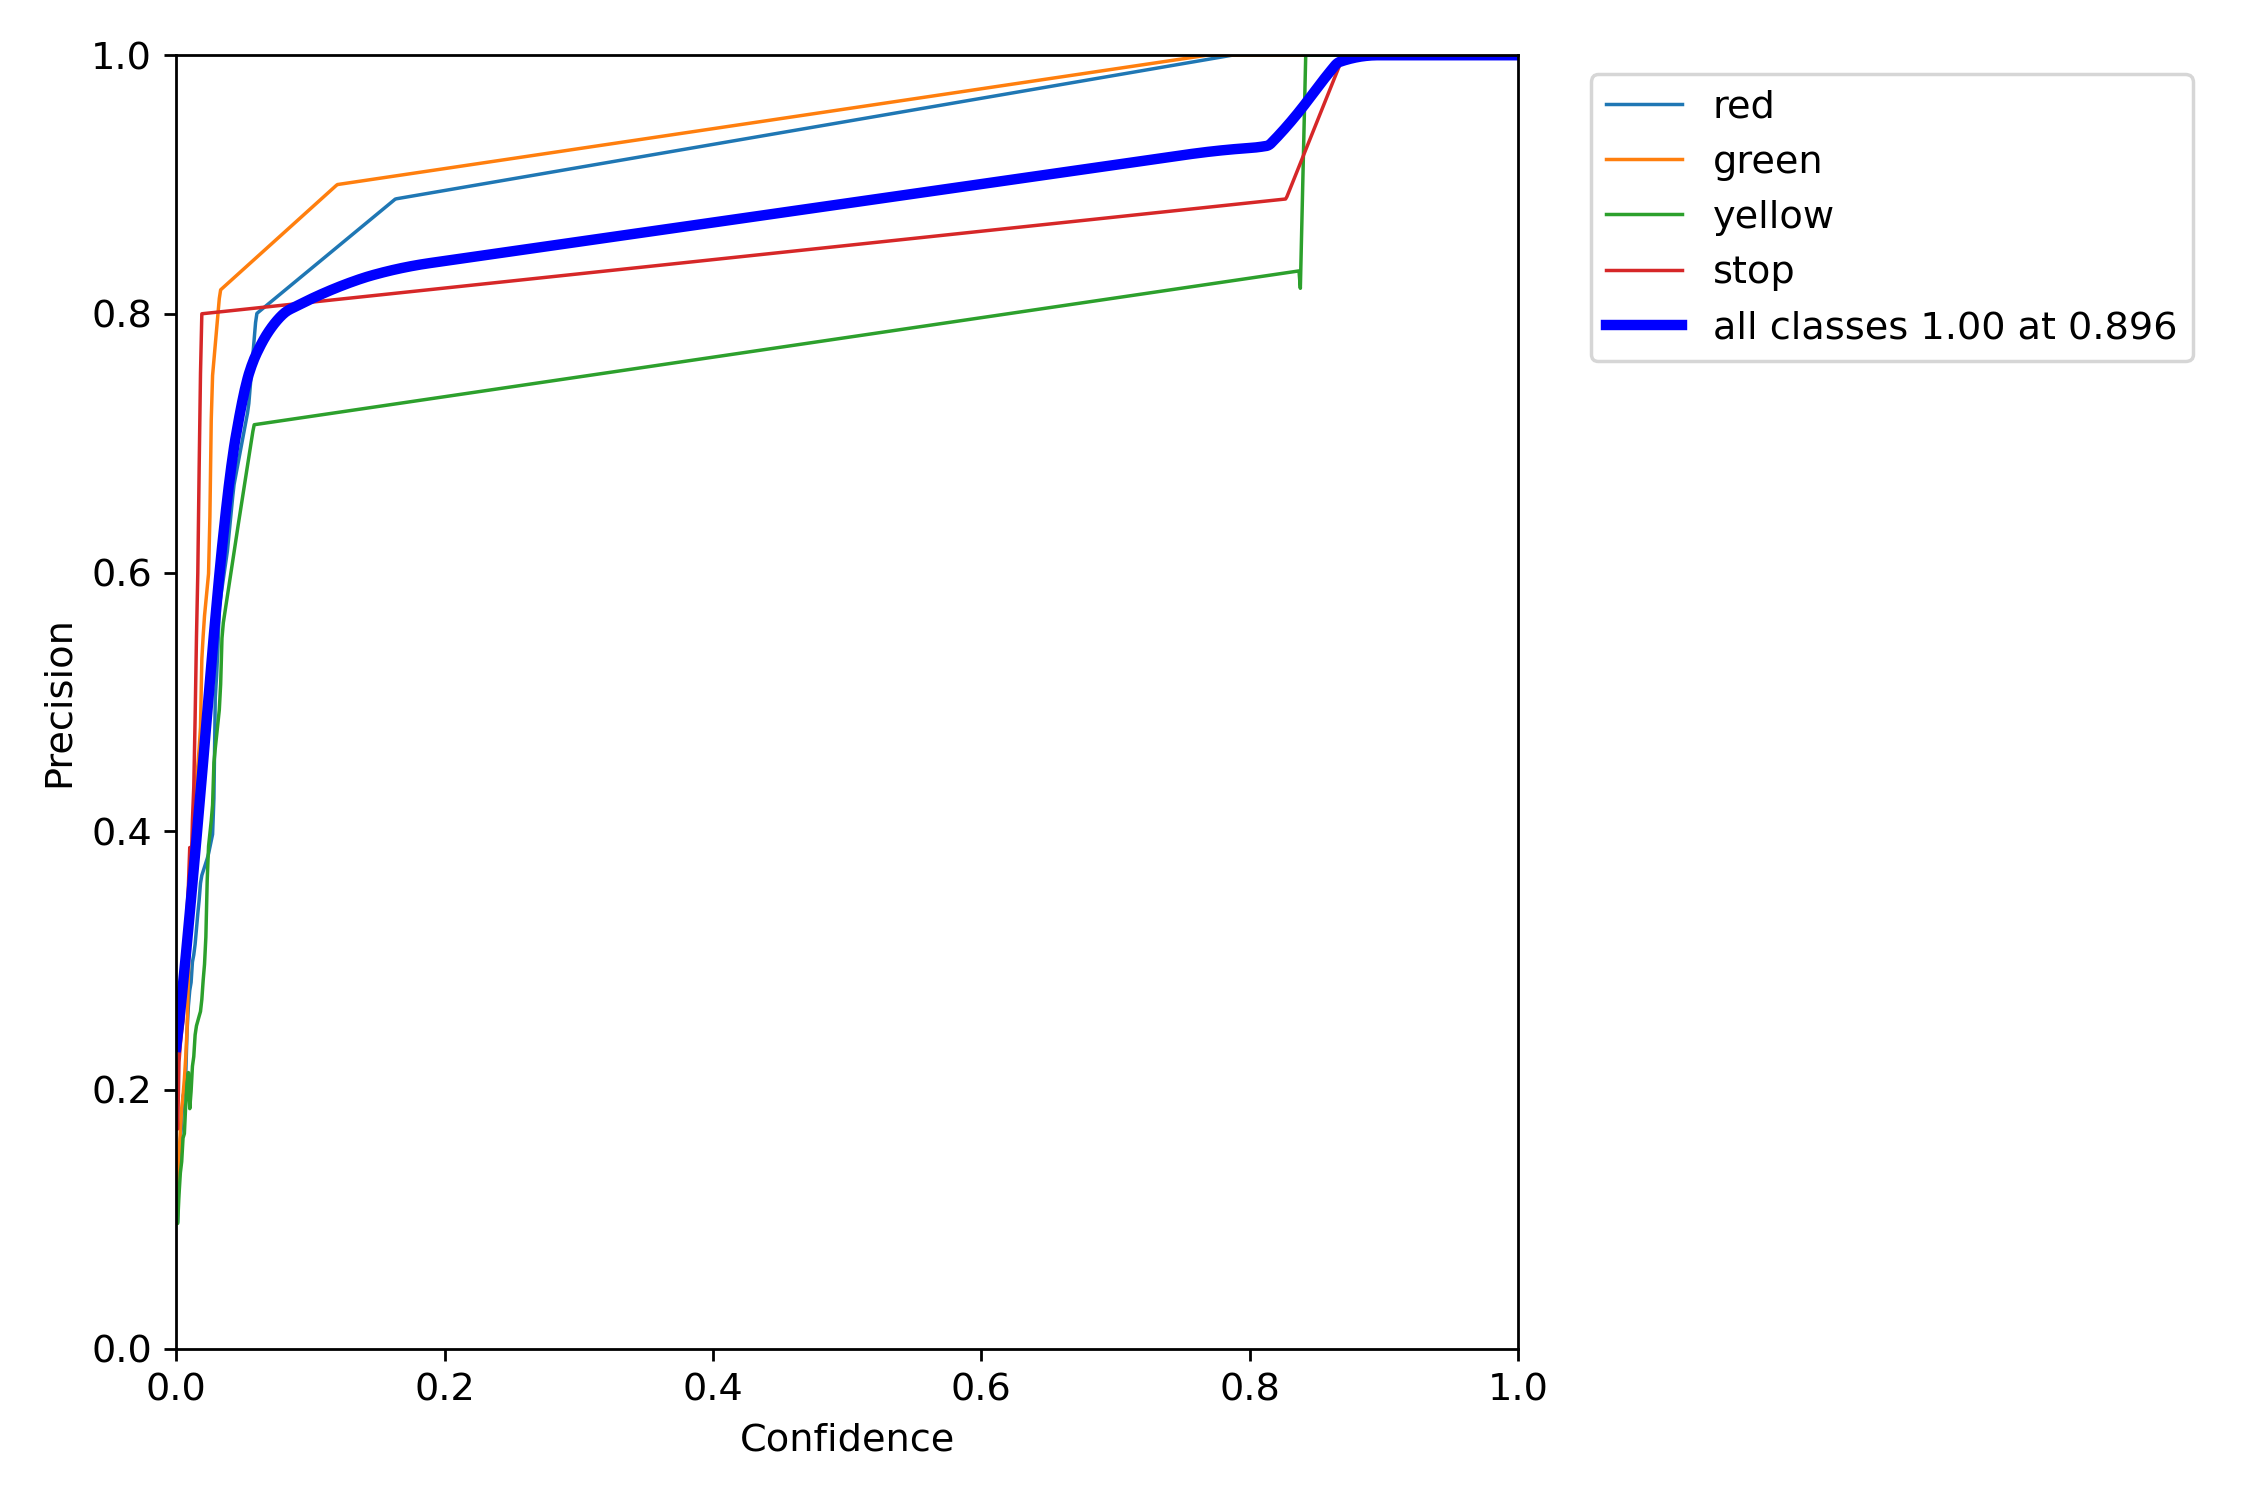 1.0
0.8
0.6
0.4
0.2
0.0
Precision
0.0 0.2 0.4 0.6 0.8 1.0
Confidence
red
green
yellow
stop
all classes 1.00 at 0.896